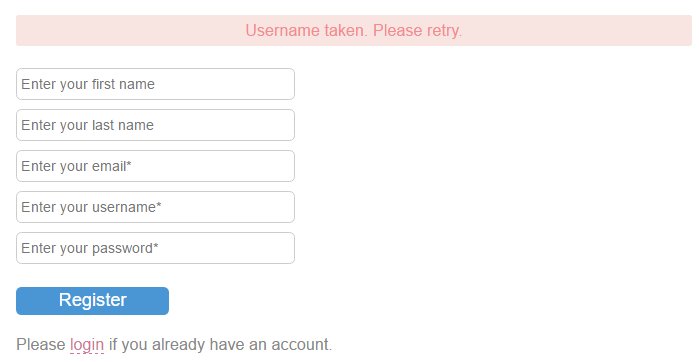 Username taken. Please retry.
Enter your first name
Enter your last name
Enter your email*
Enter your username*
Enter your password*
Register
Please login if you already have an account.